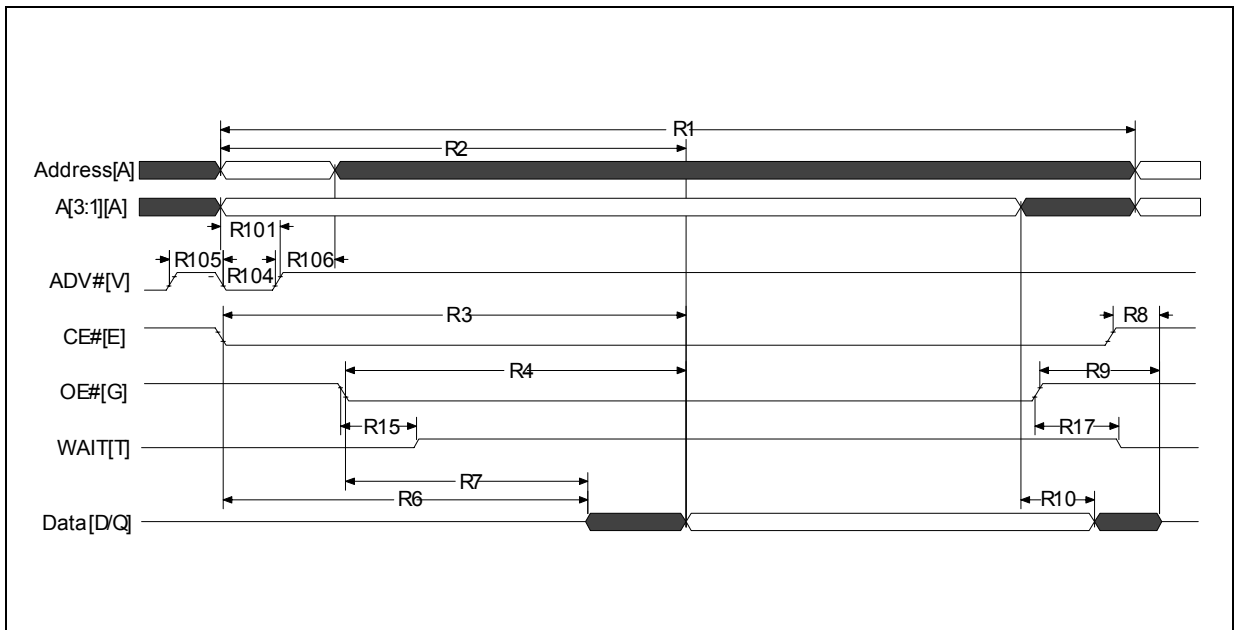 R1
R2
Address[A]
A[3:1][A]
R101
R105
R104
R106
ADV#[V]
R3
R8
CE#[E]
R4
R9
OE#[G]
R15
R17
WAIT[T]
R7
R6
R10
Data[D/Q]